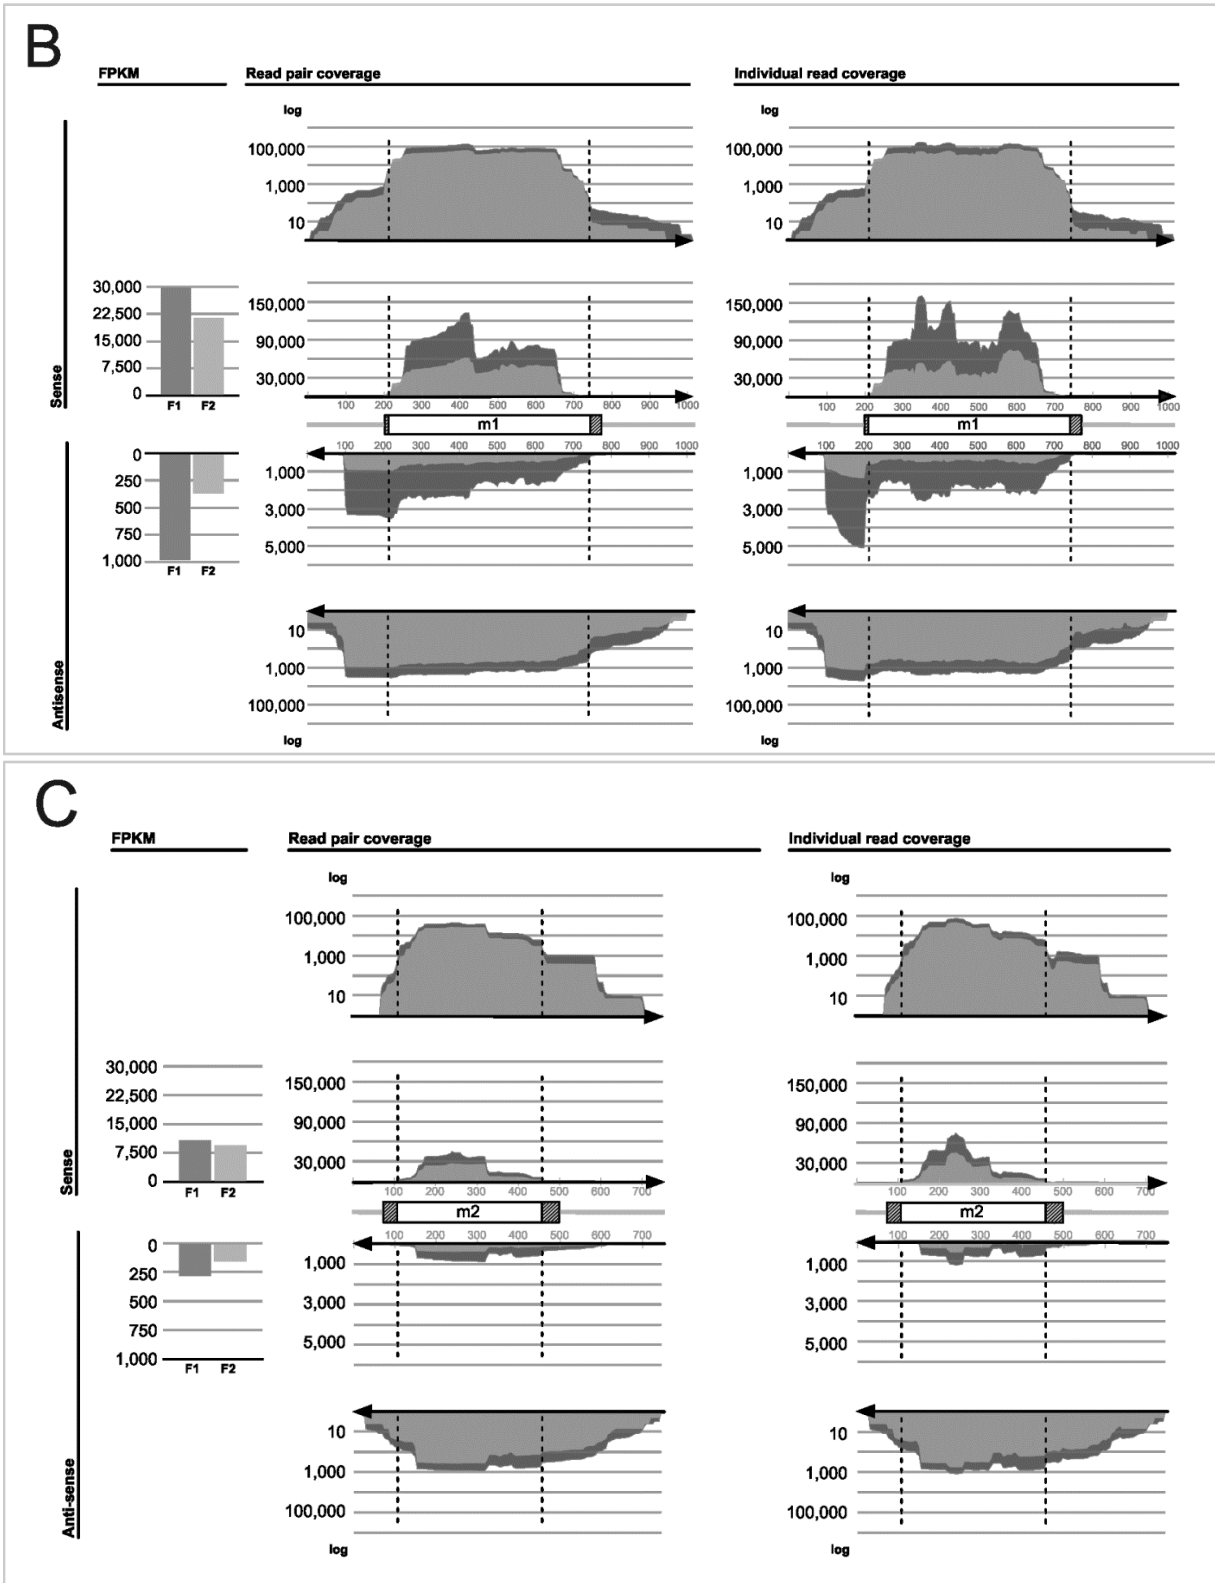 B
FPKM Read pair coverage Individual read coverage
log log
100,000 100,000
1,000 1,000
10 10
Sense
30,000 150,000 150,000
22,500 90,000 90,000
15,000 30,000 30,000
7,500
0
F1 F2
100 200 300 400 500 600 700 800 900 1000 100 200 300 400 500 600 700 800 900 1000
m1 m1
100 200 300 400 500 600 700 800 900 1000 100 200 300 400 500 600 700 800 900 1000
0 1,000 1,000
250 3,000 3,000
500 5,000 5,000
750
1,000
F1 F2
Antisense
10 10
1,000 1,000
100,000 100,000
log log
C
FPKM Read pair coverage Individual read coverage
log log
100,000 100,000
1,000 1,000
10 10
Sense
30,000 150,000 150,000
22,500 90,000 90,000
15,000 30,000 30,000
7,500
0
F1 F2
100 200 300 400 500 600 700 100 200 300 400 500 600 700
m2 m2
100 200 300 400 500 600 700 100 200 300 400 500 600 700
0 1,000 1,000
250 3,000 3,000
500 5,000 5,000
750
1,000
F1 F2
Anti-sense
10 10
1,000 1,000
100,000 100,000
log log